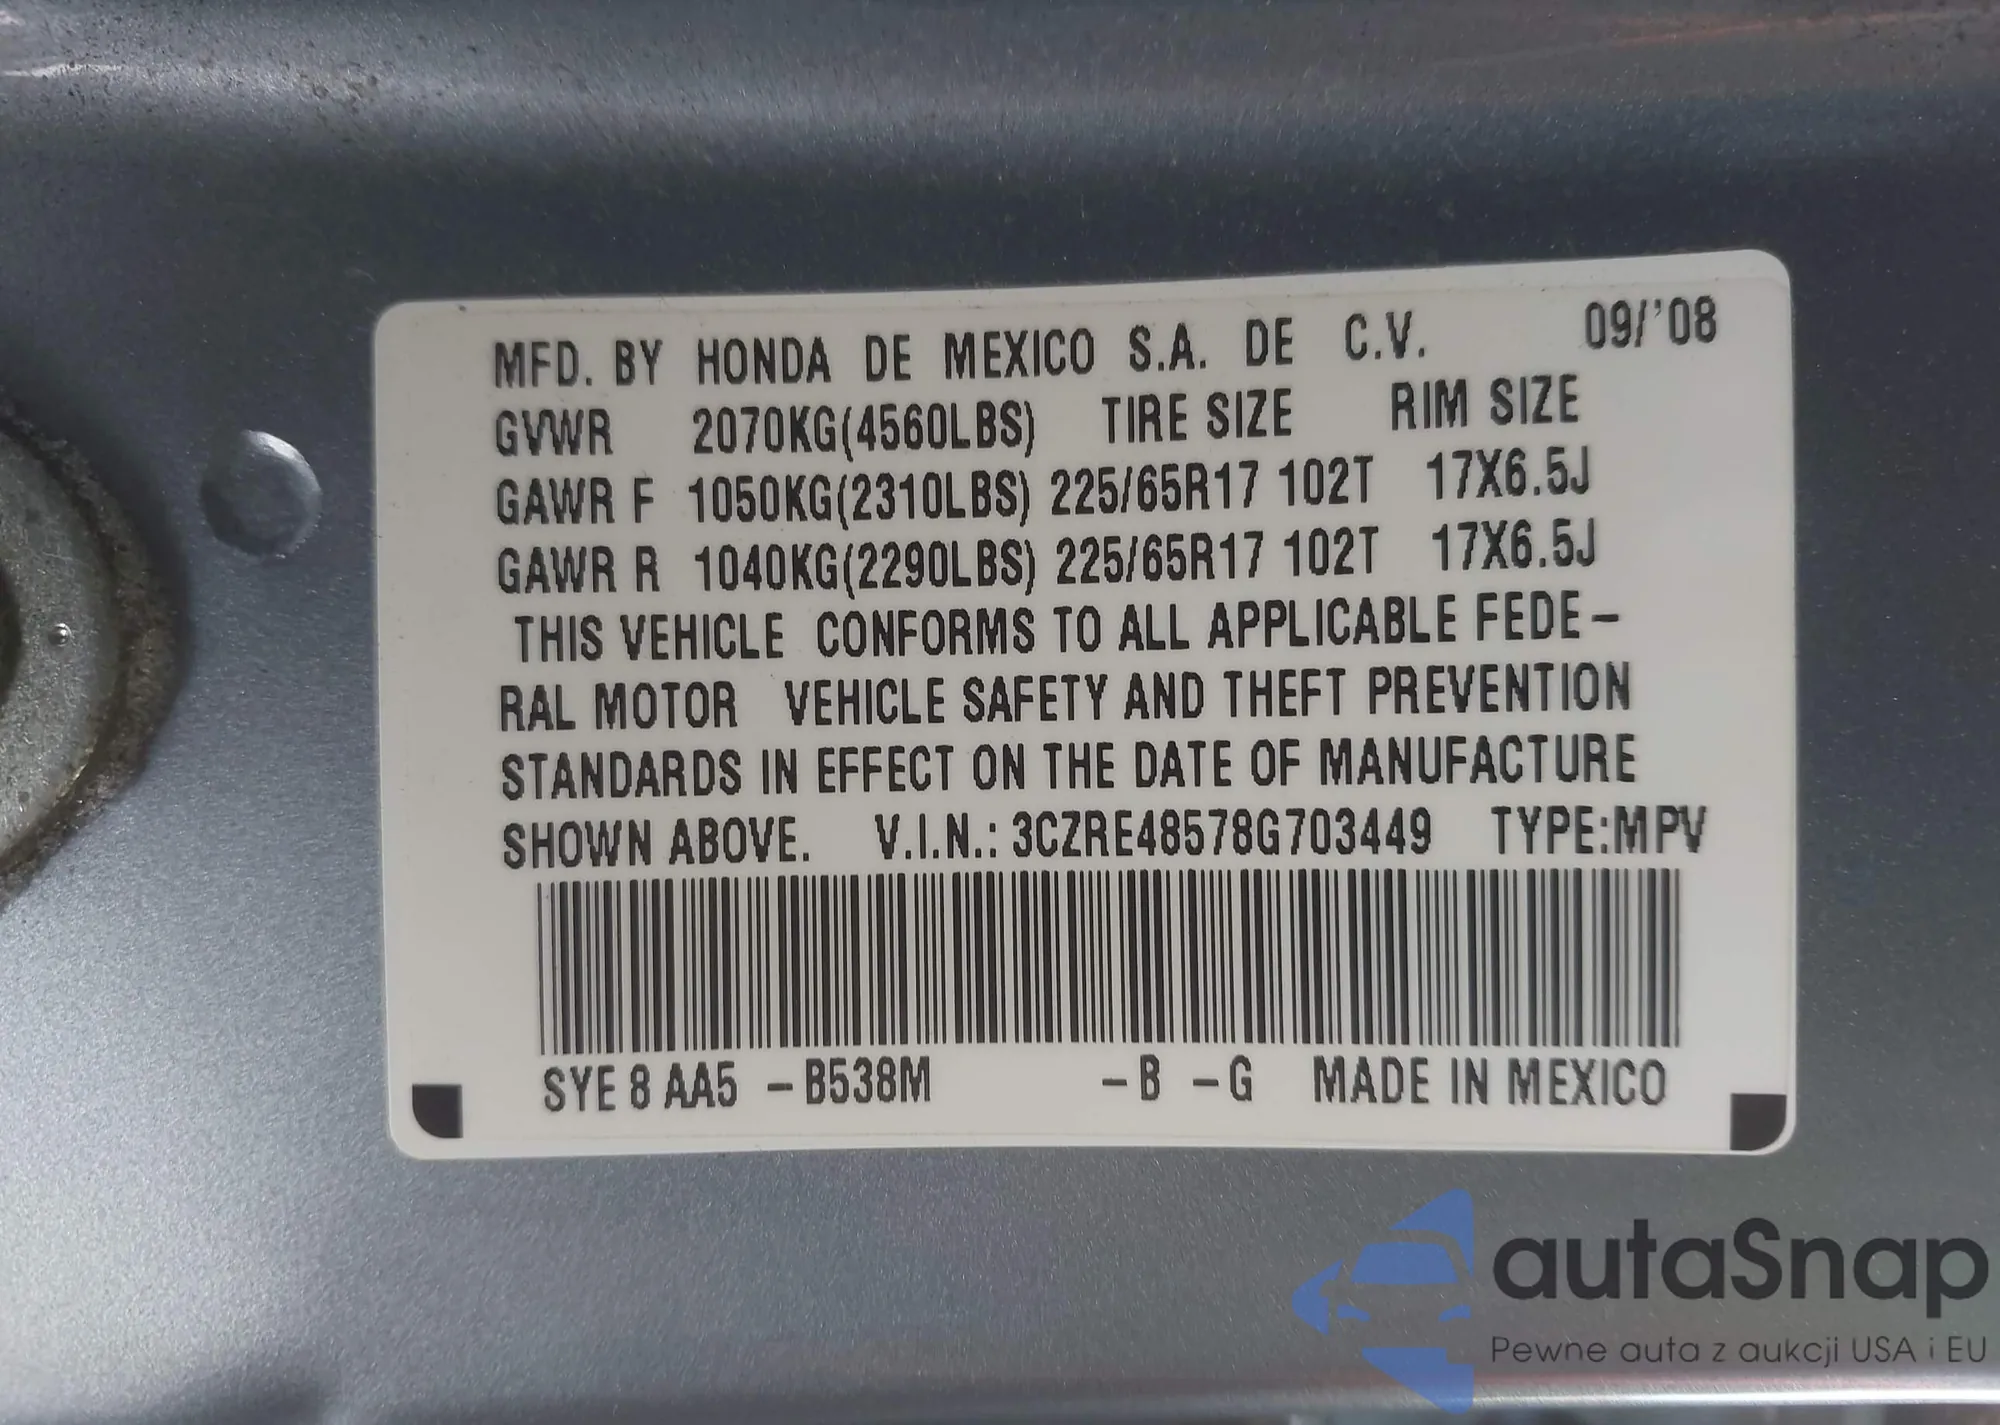 MFD. BY HONDA DE MEXICO S.A. DE C.V. 09/'08
GVWR 2070KG(4560LBS) TIRE SIZE RIM SIZE
GAWR F 1050KG(2310LBS) 225/65R17 102T 17X6.5J
GAWR R 1040KG(2290LBS) 225/65R17 102T 17X6.5J
THIS VEHICLE CONFORMS TO ALL APPLICABLE FEDE-
RAL MOTOR VEHICLE SAFETY AND THEFT PREVENTION
STANDARDS IN EFFECT ON THE DATE OF MANUFACTURE
SHOWN ABOVE. V.I.N.: 3CZRE48578G703449 TYPE:MPV
SYE 8 AA5 -B538M -B -G MADE IN MEXICO
autaSnap
Pewne auta z aukcji USA i EU